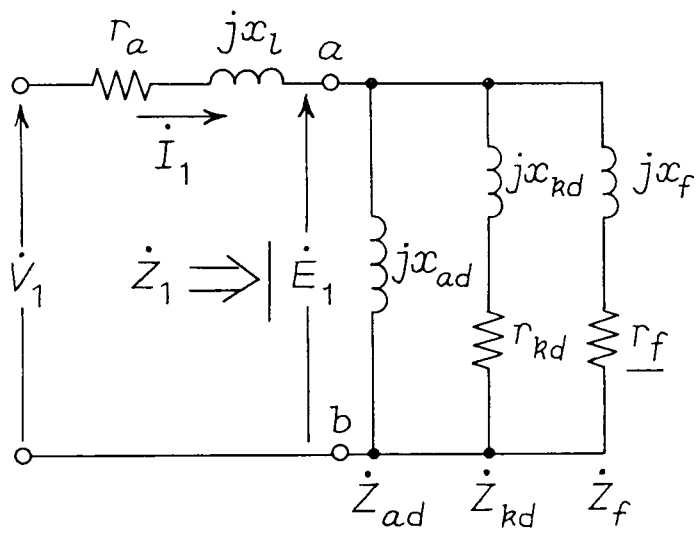 r_a jx_l a
İ_1
jx_kd jx_f
V̇_1 Ż_1 Ė_1 jx_ad
r_kd r_f
b
Ż_ad Ż_kd Ż_f